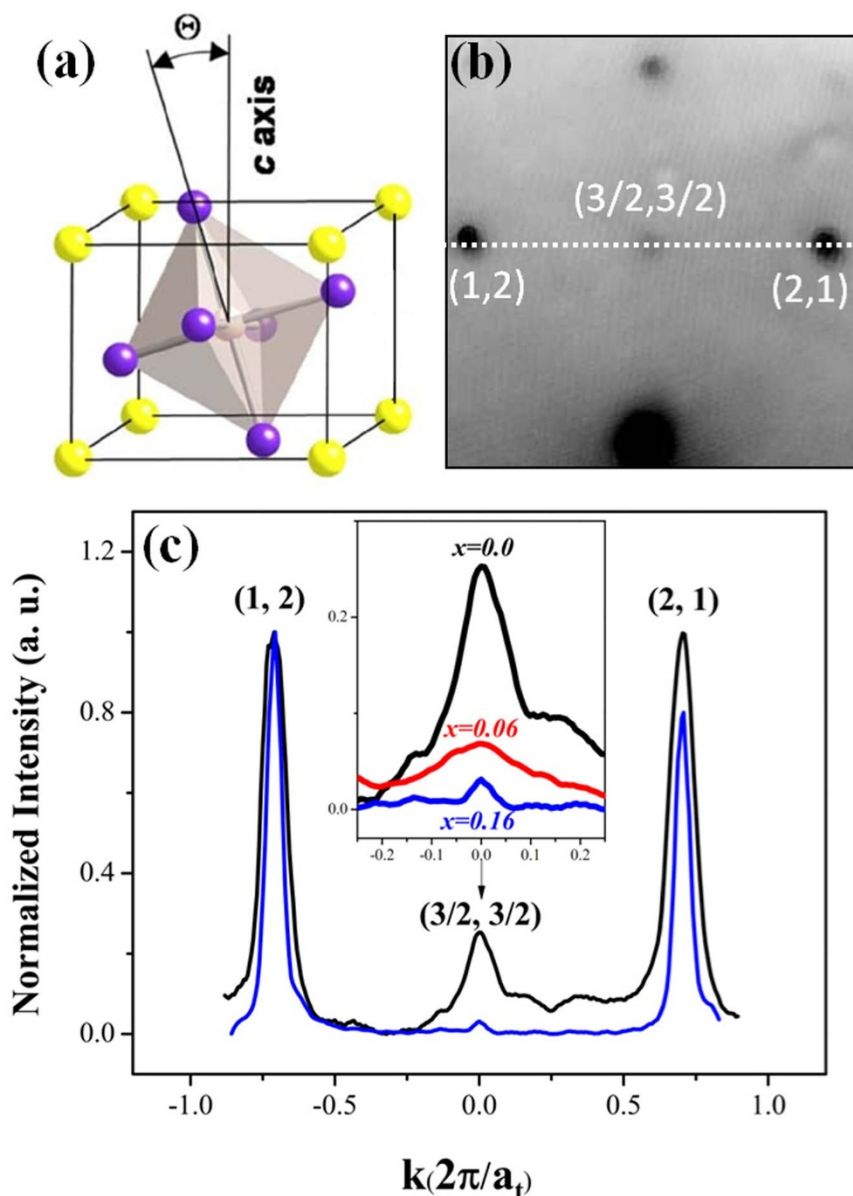 (a)
Θ
c axis
(b)
(3/2,3/2)
(1,2)
(2,1)
(c)
Normalized Intensity (a. u.)
1.2
0.8
0.4
0.0
(1, 2)
(2, 1)
x=0.0
0.2
x=0.06
0.0
x=0.16
-0.2 -0.1 0.0 0.1 0.2
(3/2, 3/2)
-1.0 -0.5 0.0 0.5 1.0
k(2π/a_t)